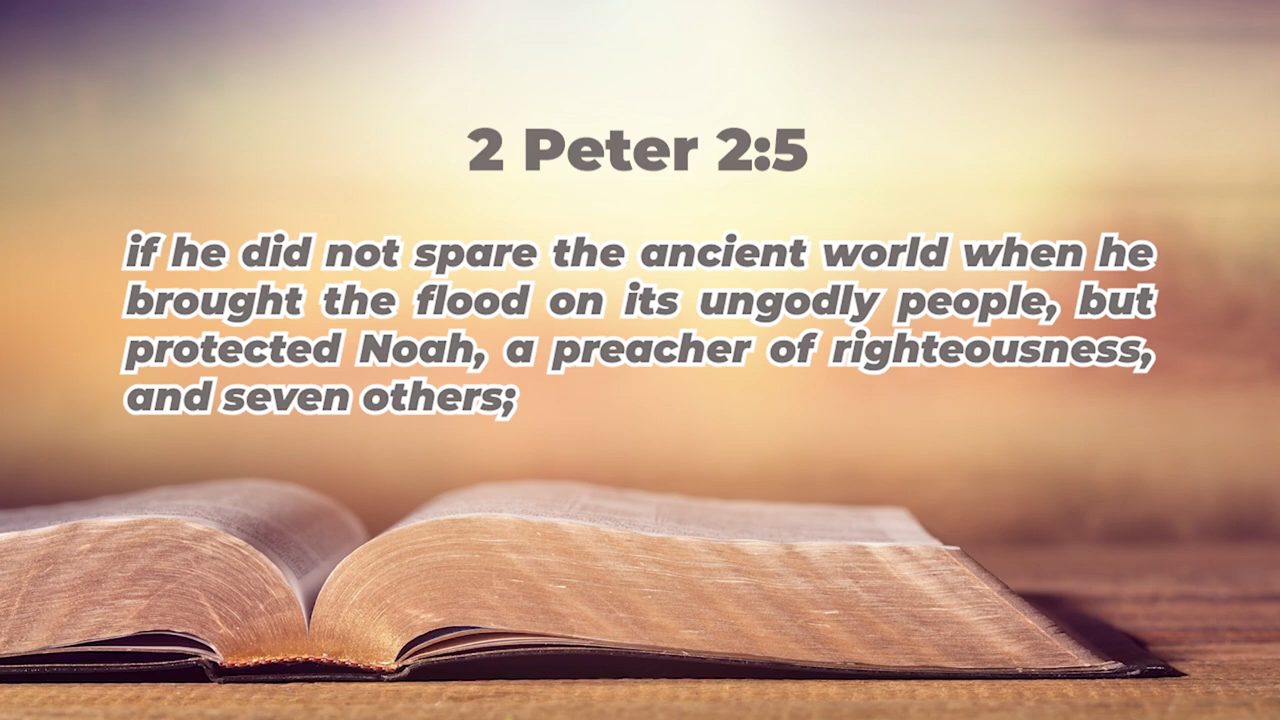 2 Peter 2:5
if he did not spare the ancient world when he
brought the flood on its ungodly people, but
protected Noah, a preacher of righteousness,
and seven others;